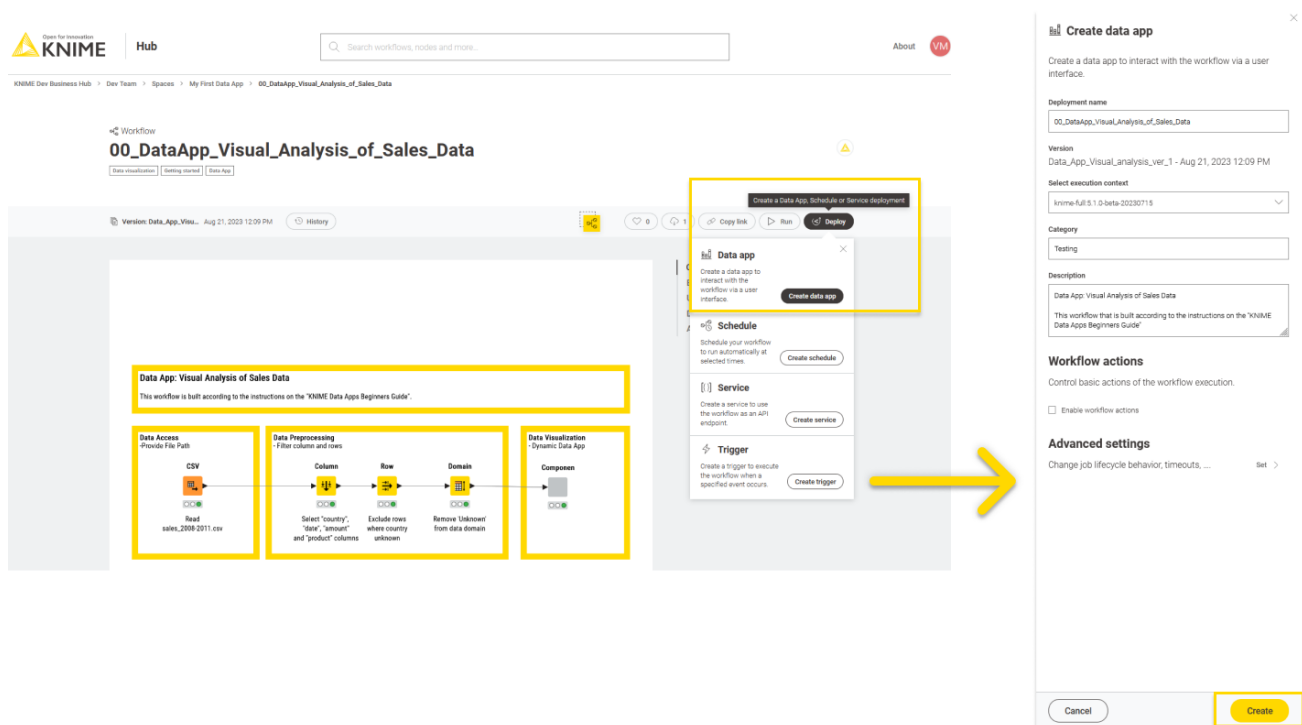 Open for Innovation
KNIME
Hub
Search workflows, nodes and more...
About
VM
KNIME Dev Business Hub > Dev Team > Spaces > My First Data App > 00_DataApp_Visual_Analysis_of_Sales_Data
Workflow
00_DataApp_Visual_Analysis_of_Sales_Data
Data visualization
Getting started
Data App
Version: Data_App_Visu... Aug 21, 2023 12:09 PM
History
Create a Data App, Schedule or Service deployment
0
1
Copy link
Run
Deploy
Data app
Create a data app to
interact with the
workflow via a user
interface.
Create data app
Schedule
Schedule your workflow
to run automatically at
selected times.
Create schedule
Service
Create a service to use
the workflow as an API
endpoint.
Create service
Trigger
Create a trigger to execute
the workflow when a
specified event occurs.
Create trigger
Data App: Visual Analysis of Sales Data
This workflow is built according to the instructions on the "KNIME Data Apps Beginners Guide".
Data Access
-Provide File Path
CSV
Read
sales_2008-2011.csv
Data Preprocessing
- Filter column and rows
Column
Select "country",
"date", "amount"
and "product" columns
Row
Exclude rows
where country
unknown
Domain
Remove 'Unknown'
from data domain
Data Visualization
- Dynamic Data App
Componen
Create data app
Create a data app to interact with the workflow via a user
interface.
Deployment name
00_DataApp_Visual_Analysis_of_Sales_Data
Version
Data_App_Visual_analysis_ver_1 - Aug 21, 2023 12:09 PM
Select execution context
knime-full:5.1.0-beta-20230715
Category
Testing
Description
Data App: Visual Analysis of Sales Data
This workflow that is built according to the instructions on the "KNIME
Data Apps Beginners Guide"
Workflow actions
Control basic actions of the workflow execution.
Enable workflow actions
Advanced settings
Change job lifecycle behavior, timeouts, ...
Set >
Cancel
Create